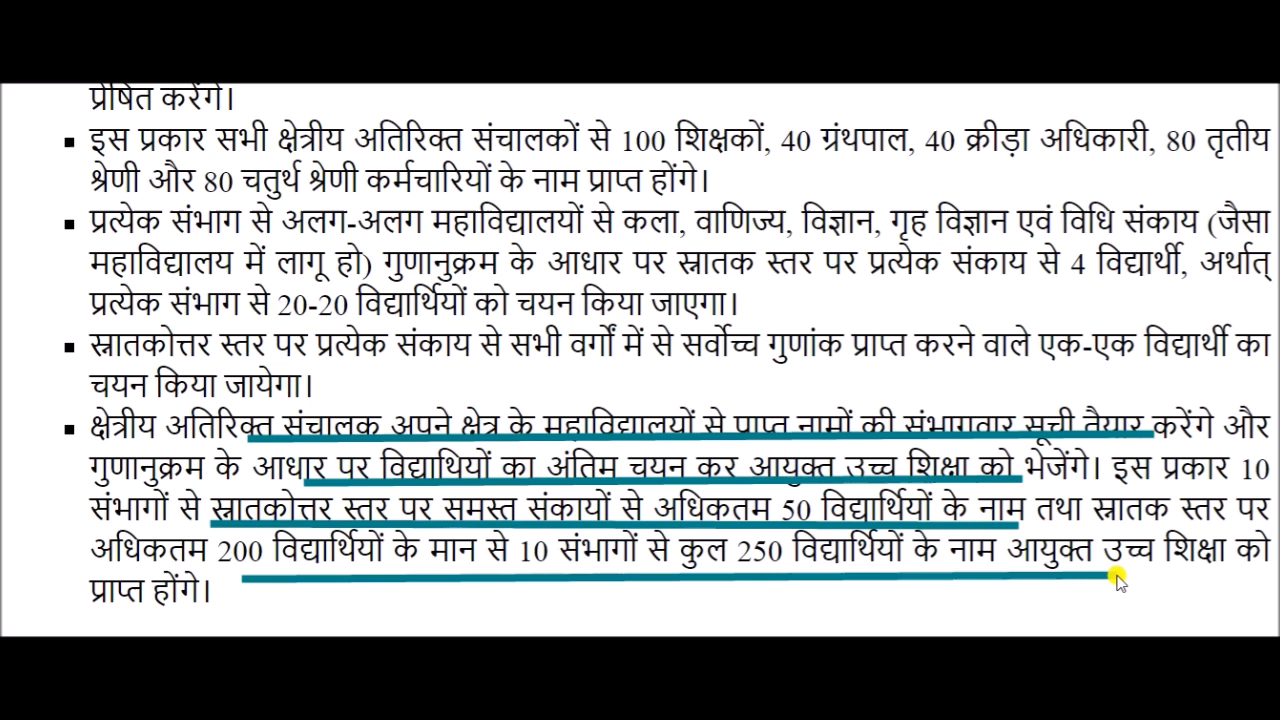 प्रेषित करेंगे।
▪ इस प्रकार सभी क्षेत्रीय अतिरिक्त संचालकों से 100 शिक्षकों, 40 ग्रंथपाल, 40 क्रीड़ा अधिकारी, 80 तृतीय
श्रेणी और 80 चतुर्थ श्रेणी कर्मचारियों के नाम प्राप्त होंगे।
▪ प्रत्येक संभाग से अलग-अलग महाविद्यालयों से कला, वाणिज्य, विज्ञान, गृह विज्ञान एवं विधि संकाय (जैसा
महाविद्यालय में लागू हो) गुणानुक्रम के आधार पर स्नातक स्तर पर प्रत्येक संकाय से 4 विद्यार्थी, अर्थात्
प्रत्येक संभाग से 20-20 विद्यार्थियों को चयन किया जाएगा।
▪ स्नातकोत्तर स्तर पर प्रत्येक संकाय से सभी वर्गों में से सर्वोच्च गुणांक प्राप्त करने वाले एक-एक विद्यार्थी का
चयन किया जायेगा।
▪ क्षेत्रीय अतिरिक्त संचालक अपने क्षेत्र के महाविद्यालयों से प्राप्त नामों की संभागवार सूची तैयार करेंगे और
गुणानुक्रम के आधार पर विद्याथियों का अंतिम चयन कर आयुक्त उच्च शिक्षा को भेजेंगे। इस प्रकार 10
संभागों से स्नातकोत्तर स्तर पर समस्त संकायों से अधिकतम 50 विद्यार्थियों के नाम तथा स्नातक स्तर पर
अधिकतम 200 विद्यार्थियों के मान से 10 संभागों से कुल 250 विद्यार्थियों के नाम आयुक्त उच्च शिक्षा को
प्राप्त होंगे।